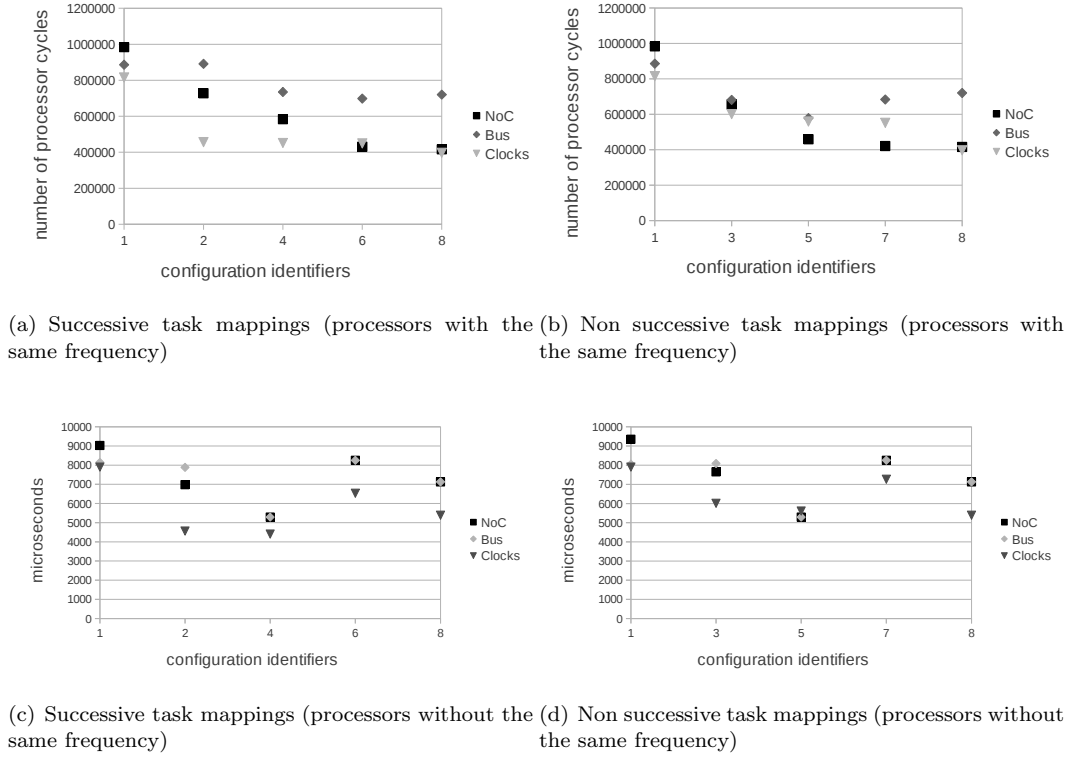 1200000
1000000
800000
600000
400000
200000
0
1 2 4 6 8
number of processor cycles
configuration identifiers
NoC
Bus
Clocks
(a) Successive task mappings (processors with the
same frequency)
1200000
1000000
800000
600000
400000
200000
0
1 3 5 7 8
number of processor cycles
configuration identifiers
NoC
Bus
Clocks
(b) Non successive task mappings (processors with
the same frequency)
10000
9000
8000
7000
6000
5000
4000
3000
2000
1000
0
1 2 4 6 8
microseconds
configuration identifiers
NoC
Bus
Clocks
(c) Successive task mappings (processors without the
same frequency)
10000
9000
8000
7000
6000
5000
4000
3000
2000
1000
0
1 3 5 7 8
microseconds
configuration identifiers
NoC
Bus
Clocks
(d) Non successive task mappings (processors without
the same frequency)